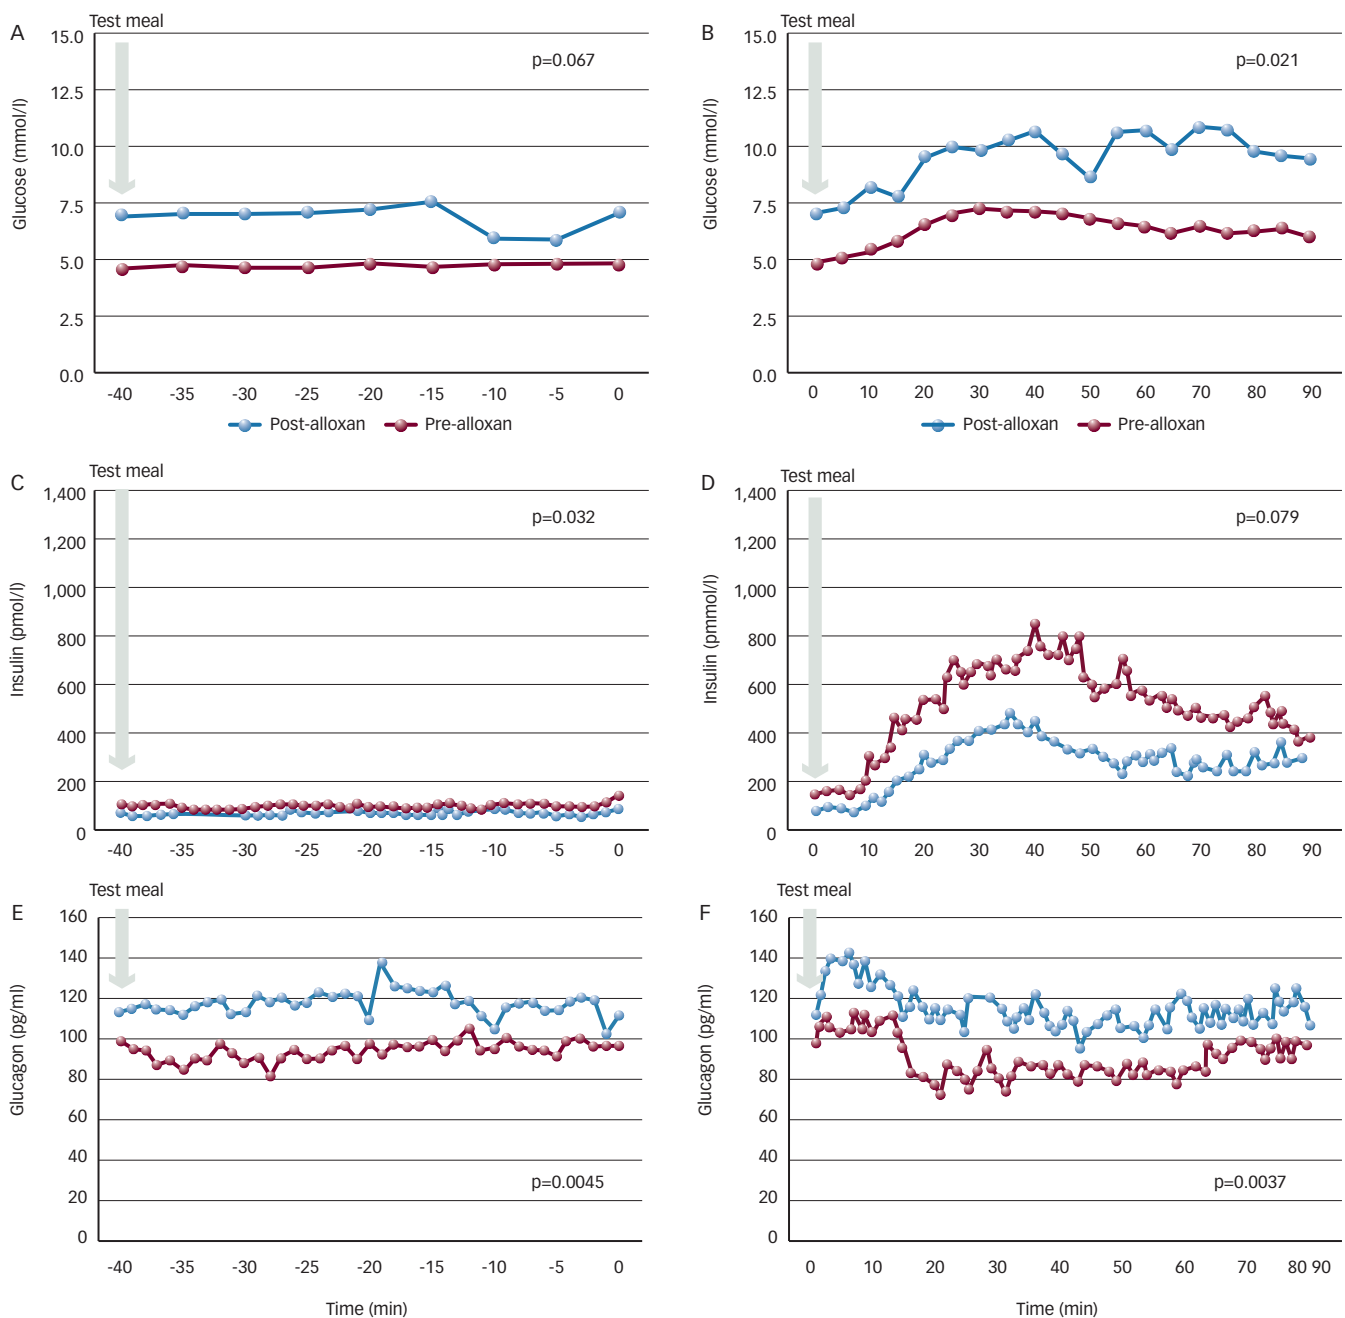 Test meal
A
15.0
12.5
10.0
7.5
5.0
2.5
0.0
Glucose (mmol/l)
p=0.067
-40 -35 -30 -25 -20 -15 -10 -5 0
Post-alloxan Pre-alloxan
Test meal
B
15.0
12.5
10.0
7.5
5.0
2.5
0.0
Glucose (mmol/l)
p=0.021
0 10 20 30 40 50 60 70 80 90
Post-alloxan Pre-alloxan
Test meal
C
1,400
1,200
1,000
800
600
400
200
0
Insulin (pmol/l)
p=0.032
-40 -35 -30 -25 -20 -15 -10 -5 0
Test meal
D
1,400
1,200
1,000
800
600
400
200
0
Insulin (pmmol/l)
p=0.079
0 10 20 30 40 50 60 70 80 90
Test meal
E
160
140
120
100
80
60
40
20
0
Glucagon (pg/ml)
p=0.0045
-40 -35 -30 -25 -20 -15 -10 -5 0
Time (min)
Test meal
F
160
140
120
100
80
60
40
20
0
Glucagon (pg/ml)
p=0.0037
0 10 20 30 40 50 60 70 80 90
Time (min)